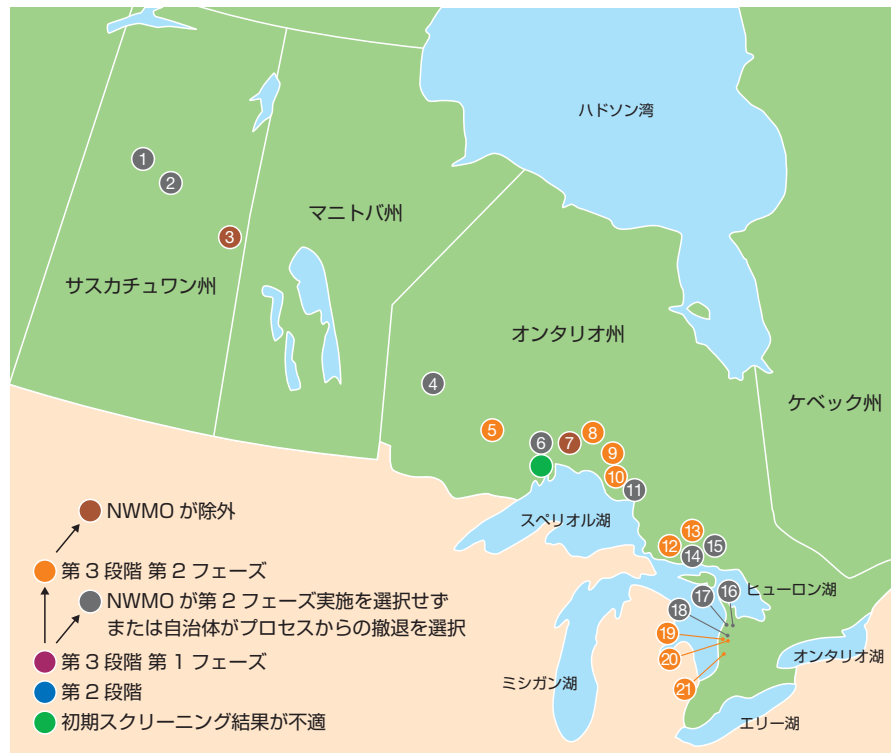 ハドソン湾
1
2
マニトバ州
3
サスカチュワン州
オンタリオ州
4
ケベック州
5
6
7
8
9
10
11
スペリオル湖
12
13
14
15
16
17
18
19
20
21
ヒューロン湖
オンタリオ湖
ミシガン湖
エリー湖
NWMO が除外
第 3 段階 第 2 フェーズ
NWMO が第 2 フェーズ実施を選択せず
または自治体がプロセスからの撤退を選択
第 3 段階 第 1 フェーズ
第 2 段階
初期スクリーニング結果が不適